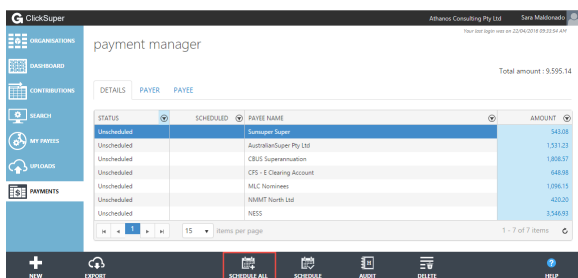 ClickSuper
Athanos Consulting Pty Ltd Sara Maldonado
Your last login was on 23/04/2018 09:33:54 AM
ORGANISATIONS
DASHBOARD
CONTRIBUTIONS
SEARCH
MY PAYEES
UPLOADS
PAYMENTS
payment manager
Total amount : 9.595.14
DETAILS PAYER PAYEE
STATUS SCHEDULED PAYEE NAME AMOUNT
Unscheduled Sunsuper Super 543.08
Unscheduled AustralianSuper Pty Ltd 1,531.23
Unscheduled CBUS Superannuation 1,808.57
Unscheduled CFS - E Clearing Account 648.98
Unscheduled MLC Nominees 1,096.15
Unscheduled NMMT North Ltd 420.20
Unscheduled NESS 3,546.93
1 15 items per page 1 - 7 of 7 items
NEW EXPORT SCHEDULE ALL SCHEDULE AUDIT DELETE HELP